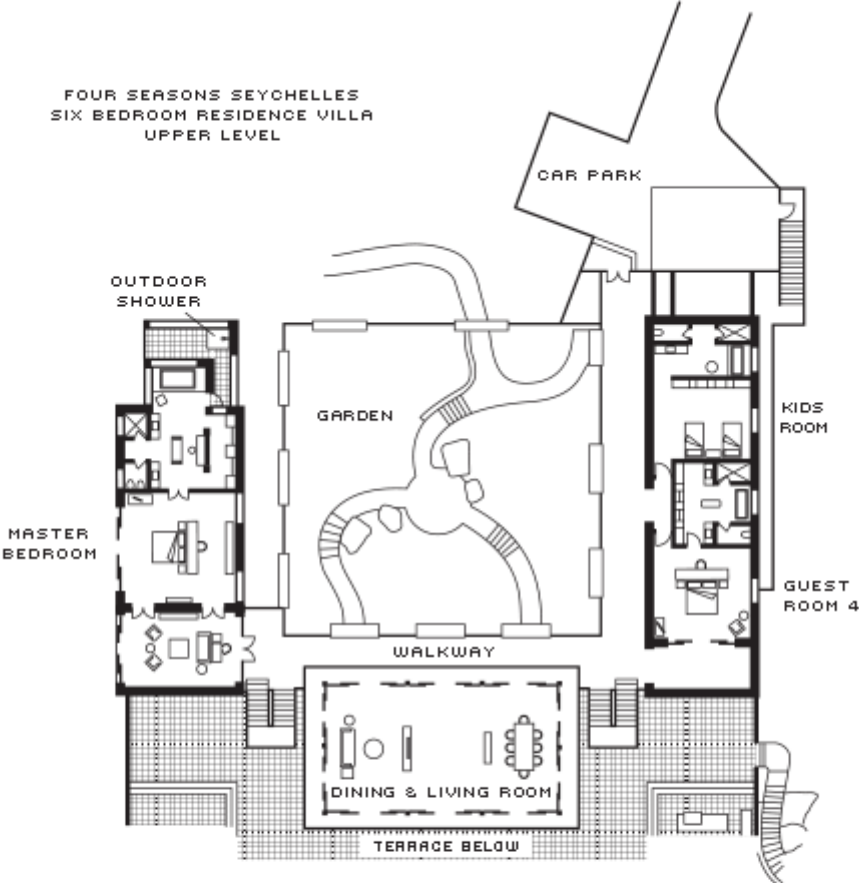 FOUR SEASONS SEYCHELLES
SIX BEDROOM RESIDENCE VILLA
UPPER LEVEL
CAR PARK
OUTDOOR
SHOWER
GARDEN
KIDS
ROOM
MASTER
BEDROOM
GUEST
ROOM 4
WALKWAY
DINING & LIVING ROOM
TERRACE BELOW